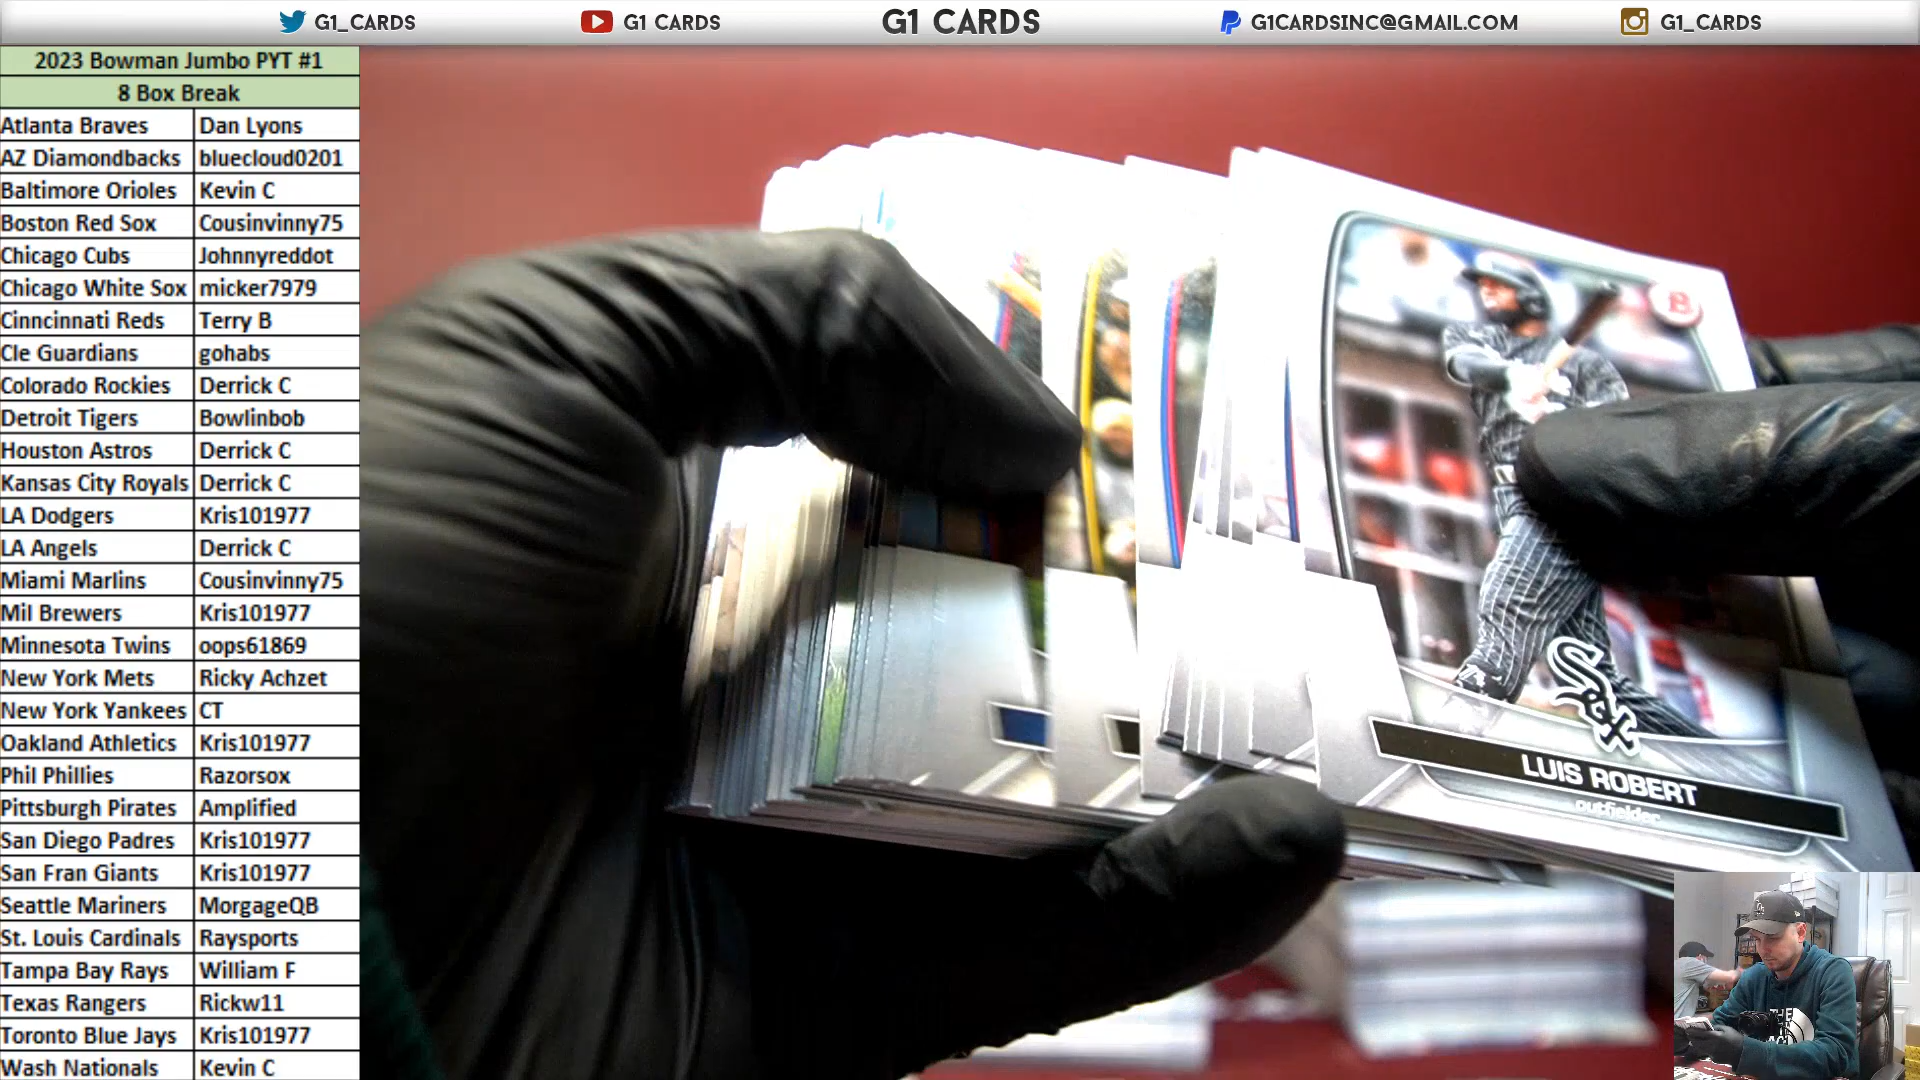 G1_CARDS G1 CARDS G1 CARDS G1CARDSINC@GMAIL.COM G1_CARDS
2023 Bowman Jumbo PYT #1
8 Box Break
Atlanta Braves Dan Lyons
AZ Diamondbacks bluecloud0201
Baltimore Orioles Kevin C
Boston Red Sox Cousinvinny75
Chicago Cubs Johnnyreddot
Chicago White Sox micker7979
Cinncinnati Reds Terry B
Cle Guardians gohabs
Colorado Rockies Derrick C
Detroit Tigers Bowlinbob
Houston Astros Derrick C
Kansas City Royals Derrick C
LA Dodgers Kris101977
LA Angels Derrick C
Miami Marlins Cousinvinny75
Mil Brewers Kris101977
Minnesota Twins oops61869
New York Mets Ricky Achzet
New York Yankees CT
Oakland Athletics Kris101977
Phil Phillies Razorsox
Pittsburgh Pirates Amplified
San Diego Padres Kris101977
San Fran Giants Kris101977
Seattle Mariners MorgageQB
St. Louis Cardinals Raysports
Tampa Bay Rays William F
Texas Rangers Rickw11
Toronto Blue Jays Kris101977
Wash Nationals Kevin C
B
Sox
LUIS ROBERT
outfielder
THE